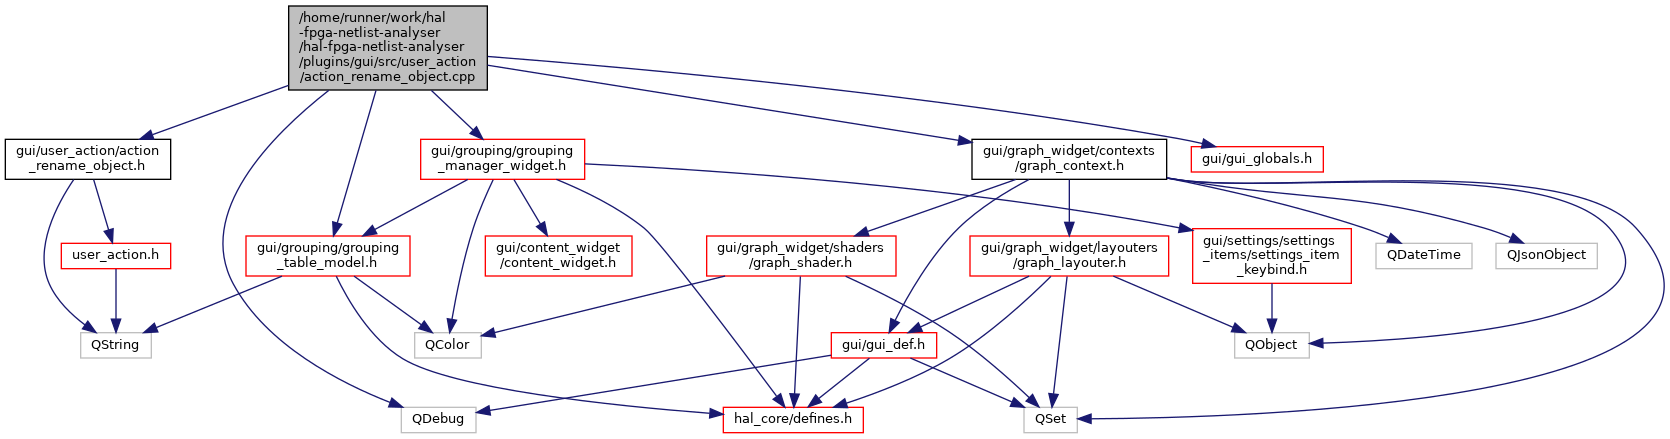 /home/runner/work/hal
-fpga-netlist-analyser
/hal-fpga-netlist-analyser
/plugins/gui/src/user_action
/action_rename_object.cpp
gui/user_action/action
_rename_object.h
gui/grouping/grouping
_manager_widget.h
gui/graph_widget/contexts
/graph_context.h
gui/gui_globals.h
user_action.h
gui/grouping/grouping
_table_model.h
gui/content_widget
/content_widget.h
gui/graph_widget/shaders
/graph_shader.h
gui/graph_widget/layouters
/graph_layouter.h
gui/settings/settings
_items/settings_item
_keybind.h
QDateTime
QJsonObject
QString
QColor
gui/gui_def.h
QObject
QDebug
hal_core/defines.h
QSet